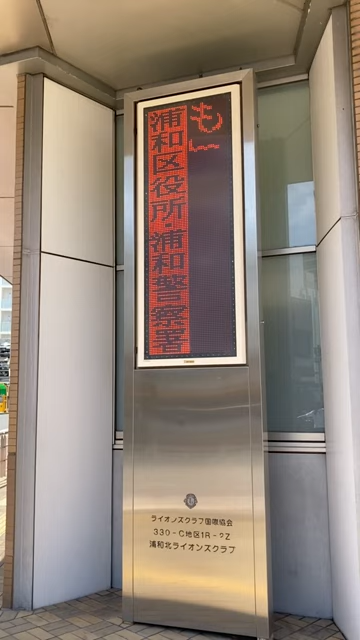 も
浦和区役所 浦和警察署
ライオンズクラブ国際協会
330-C地区1R-2Z
浦和北ライオンズクラブ